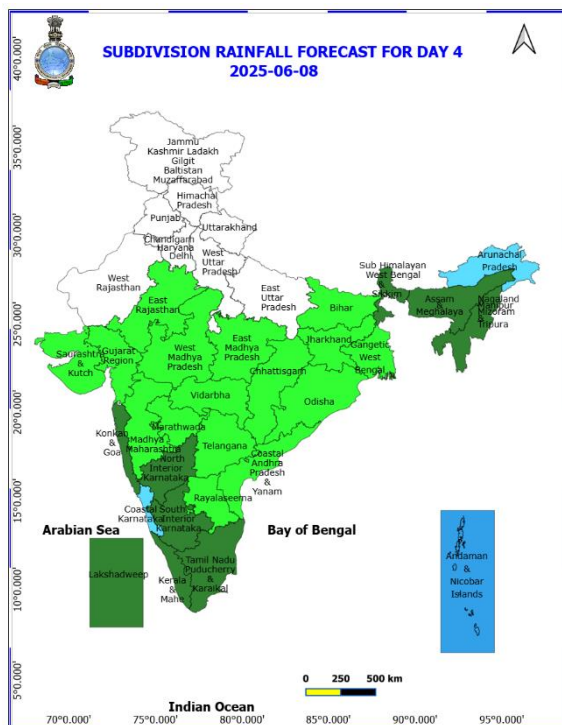 SUBDIVISION RAINFALL FORECAST FOR DAY 4
2025-06-08
40°0.000'
35°0.000'
30°0.000'
25°0.000'
20°0.000'
15°0.000'
10°0.000'
5°0.000'
Jammu
Kashmir Ladakh
Gilgit
Baltistan
Muzaffarabad
Himachal
Pradesh
Punjab
Uttarakhand
Chandigarh
Haryana
Delhi
West
Uttar
Pradesh
West
Rajasthan
East
Uttar
Pradesh
Sub Himalayan
West Bengal
&
Sikkim
Arunachal
Pradesh
Assam
&
Meghalaya
Nagaland
Manipur
Mizoram
&
Tripura
East
Rajasthan
Bihar
Saurashtra
&
Kutch
Gujarat
Region
West
Madhya
Pradesh
East
Madhya
Pradesh
Jharkhand
Gangetic
West
Bengal
Chhattisgarh
Odisha
Vidarbha
Konkan
&
Goa
Madhya
Maharashtra
Marathwada
Telangana
North
Interior
Karnataka
Coastal
Andhra
Pradesh
&
Yanam
Rayalaseema
Coastal
Karnataka
South
Interior
Karnataka
Arabian Sea
Bay of Bengal
Lakshadweep
Kerala
&
Mahe
Tamil Nadu
Puducherry
&
Karaikal
Andaman
&
Nicobar
Islands
0 250 500 km
Indian Ocean
70°0.000' 75°0.000' 80°0.000' 85°0.000' 90°0.000' 95°0.000'